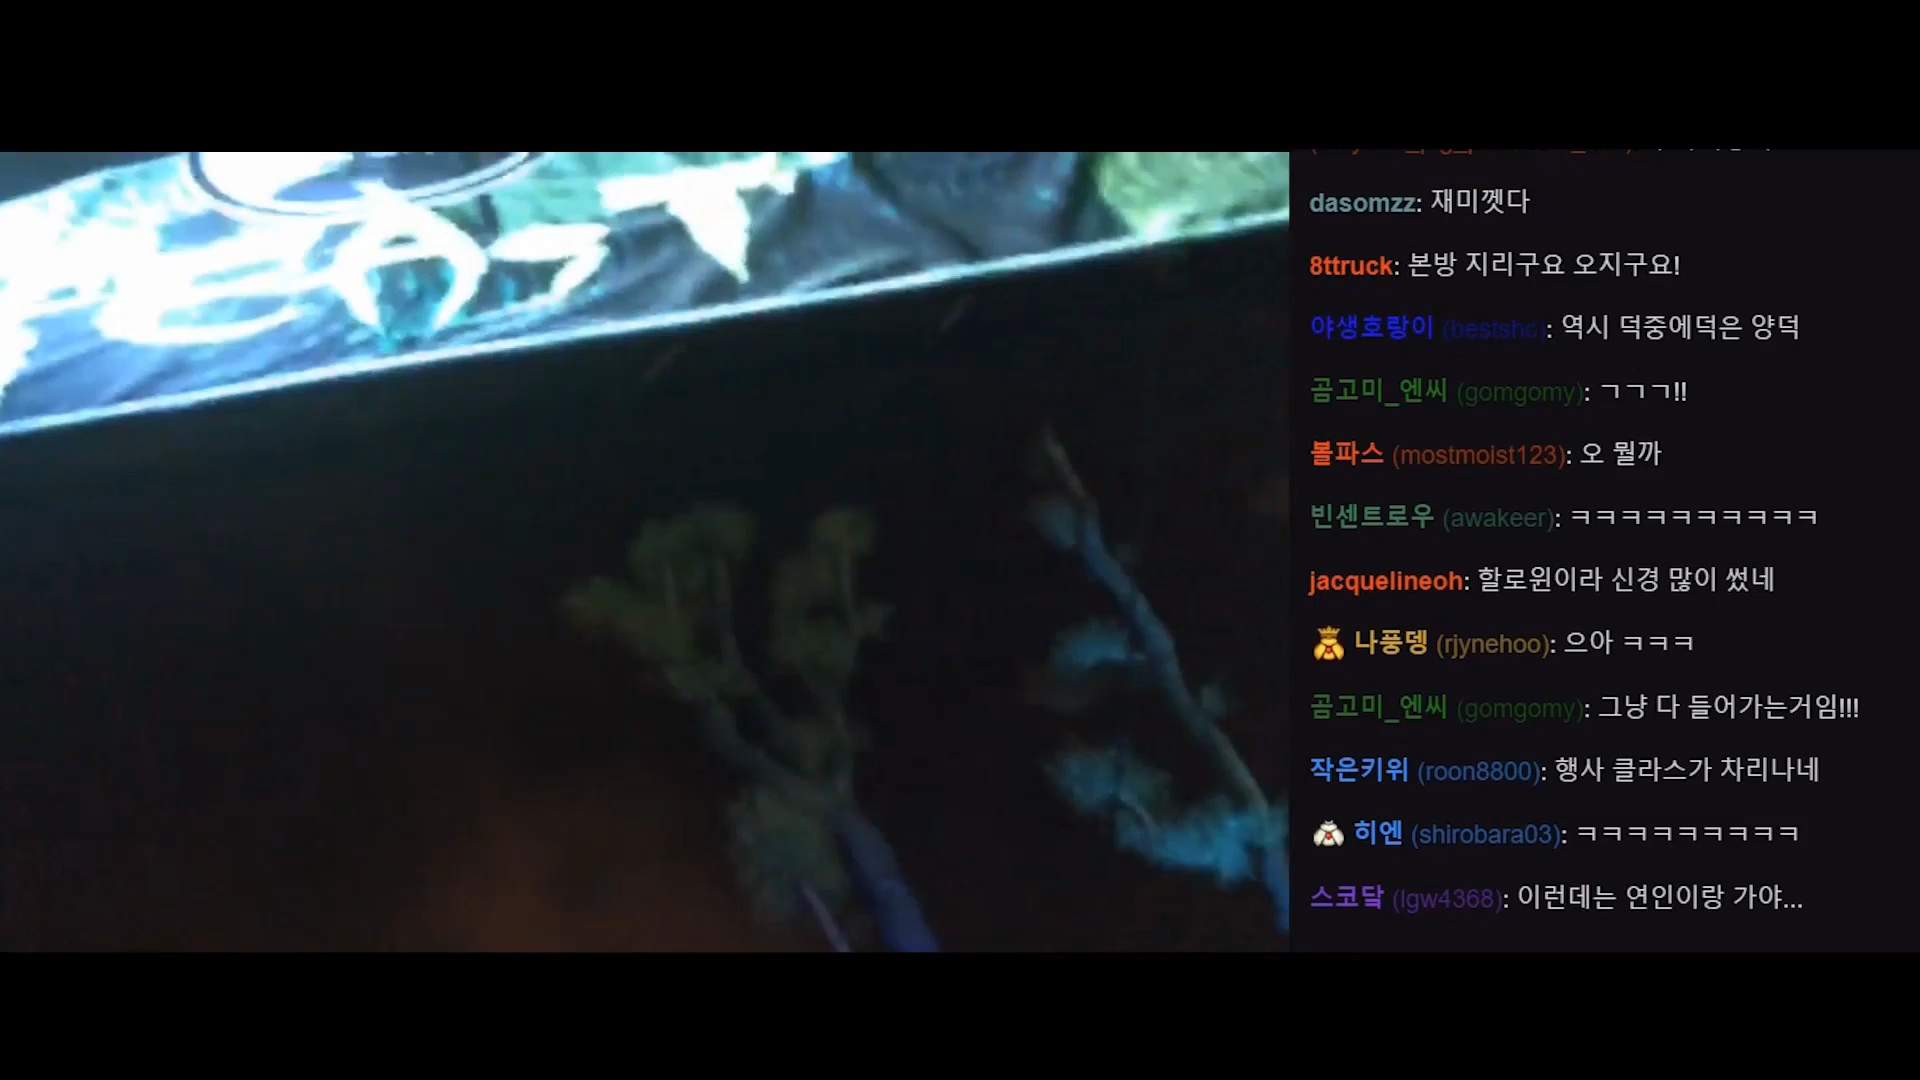 dasomzz: 재미껫다
8ttruck: 본방 지리구요 오지구요!
야생호랑이 (bestsho): 역시 덕중에덕은 양덕
곰고미_엔씨 (gomgomy): ㄱㄱㄱ!!
볼파스 (mostmoist123): 오 뭘까
빈센트로우 (awakeer): ㅋㅋㅋㅋㅋㅋㅋㅋㅋㅋ
jacquelineoh: 할로윈이라 신경 많이 썼네
나풍뎅 (rjynehoo): 으아 ㅋㅋㅋ
곰고미_엔씨 (gomgomy): 그냥 다 들어가는거임!!!
작은키위 (roon8800): 행사 클라스가 차리나네
히엔 (shirobara03): ㅋㅋㅋㅋㅋㅋㅋㅋㅋ
스코닼 (lgw4368): 이런데는 연인이랑 가야...